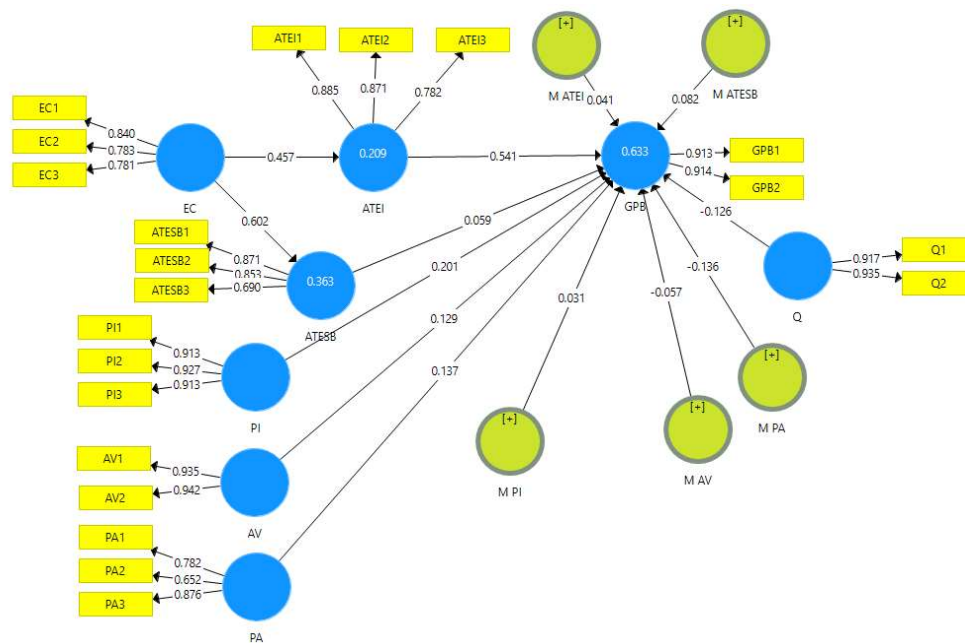 ATEI1
ATEI2
ATEI3
[+]
[+]
0.885
0.871
0.782
M ATEI
0.041
0.082
M ATESB
EC1
EC2
EC3
0.840
0.783
0.781
EC
0.457
0.209
ATEI
0.541
0.633
GPB
0.913
0.914
GPB1
GPB2
0.602
0.059
-0.126
ATESB1
ATESB2
ATESB3
0.871
0.853
0.690
0.363
ATESB
0.201
0.129
0.137
0.031
-0.057
-0.136
Q
0.917
0.935
Q1
Q2
PI1
PI2
PI3
0.913
0.927
0.913
PI
[+]
M PI
[+]
M AV
[+]
M PA
AV1
AV2
0.935
0.942
AV
PA1
PA2
PA3
0.782
0.652
0.876
PA